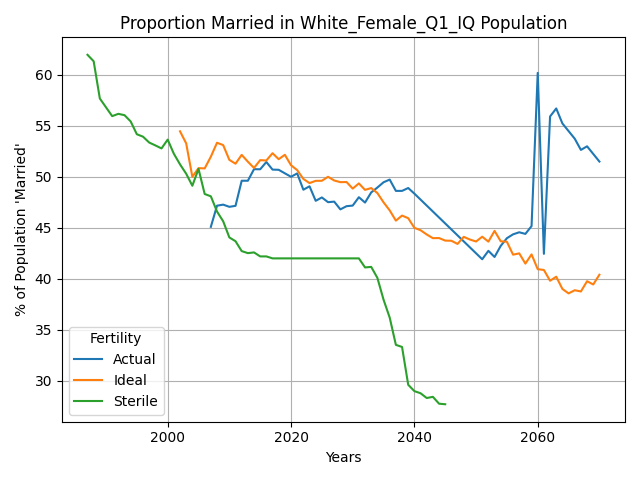 Proportion Married in White_Female_Q1_IQ Population
% of Population 'Married'
60
55
50
45
40
35
30
Fertility
Actual
Ideal
Sterile
2000 2020 2040 2060
Years